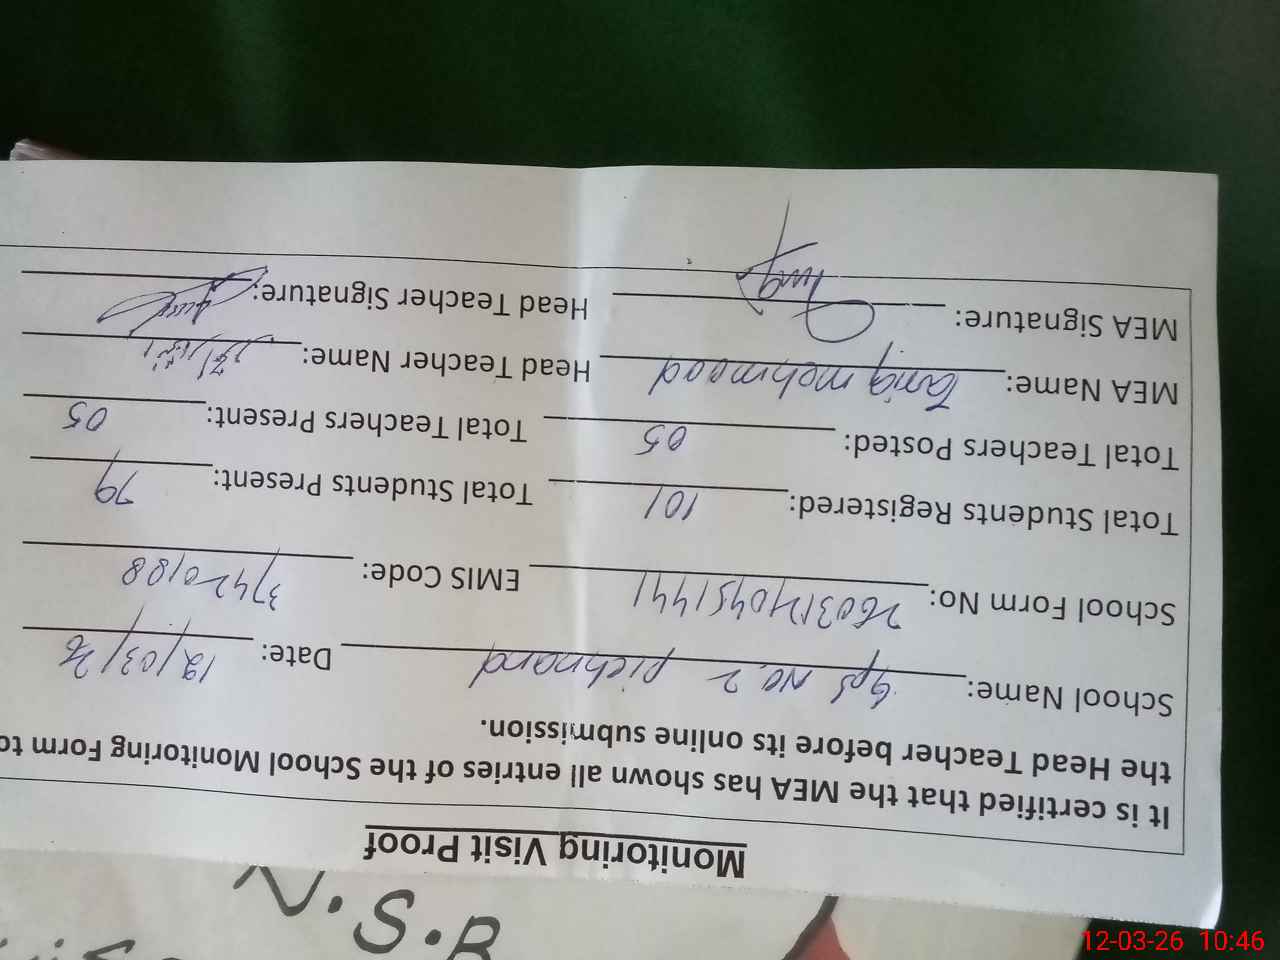 Monitoring Visit Proof
It is certified that the MEA has shown all entries of the School Monitoring Form to
the Head Teacher before its online submission.
School Name: GPS No. 2 pichnand Date: 12/03/26
School Form No: EMIS Code: 37420188
Total Students Registered: 101 Total Students Present: 79
Total Teachers Posted: 05 Total Teachers Present: 05
MEA Name: Tariq mehmood Head Teacher Name:
MEA Signature: Head Teacher Signature:
B.S.N
12-03-26 10:46